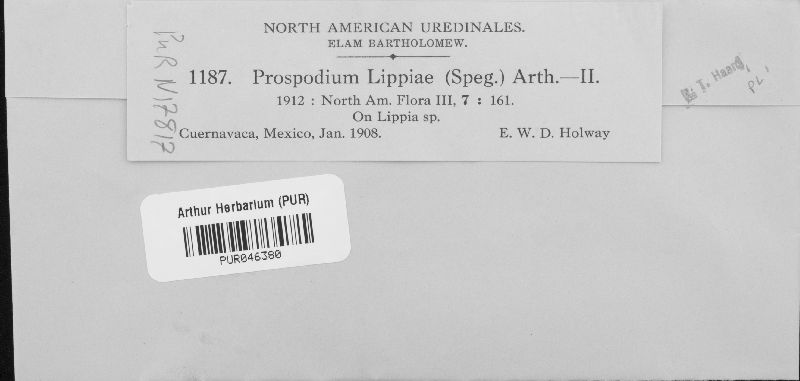 NORTH AMERICAN UREDINALES.
ELAM BARTHOLOMEW.
1187. Prospodium Lippiae (Speg.) Arth.—II.
1912 : North Am. Flora III, 7 : 161.
On Lippia sp.
Cuernavaca, Mexico, Jan. 1908. E. W. D. Holway
PUR N17817
Arthur Herbarium (PUR)
PUR046380